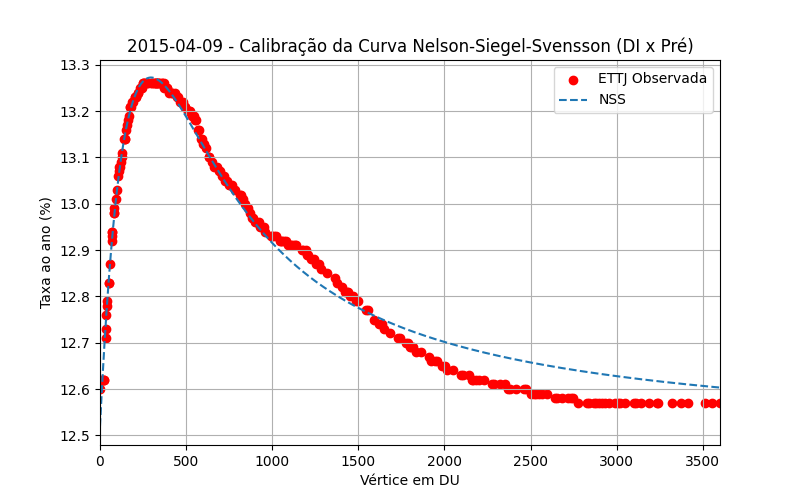 2015-04-09 - Calibração da Curva Nelson-Siegel-Svensson (DI x Pré)
ETTJ Observada
NSS
Taxa ao ano (%)
13.3
13.2
13.1
13.0
12.9
12.8
12.7
12.6
12.5
0 500 1000 1500 2000 2500 3000 3500
Vértice em DU